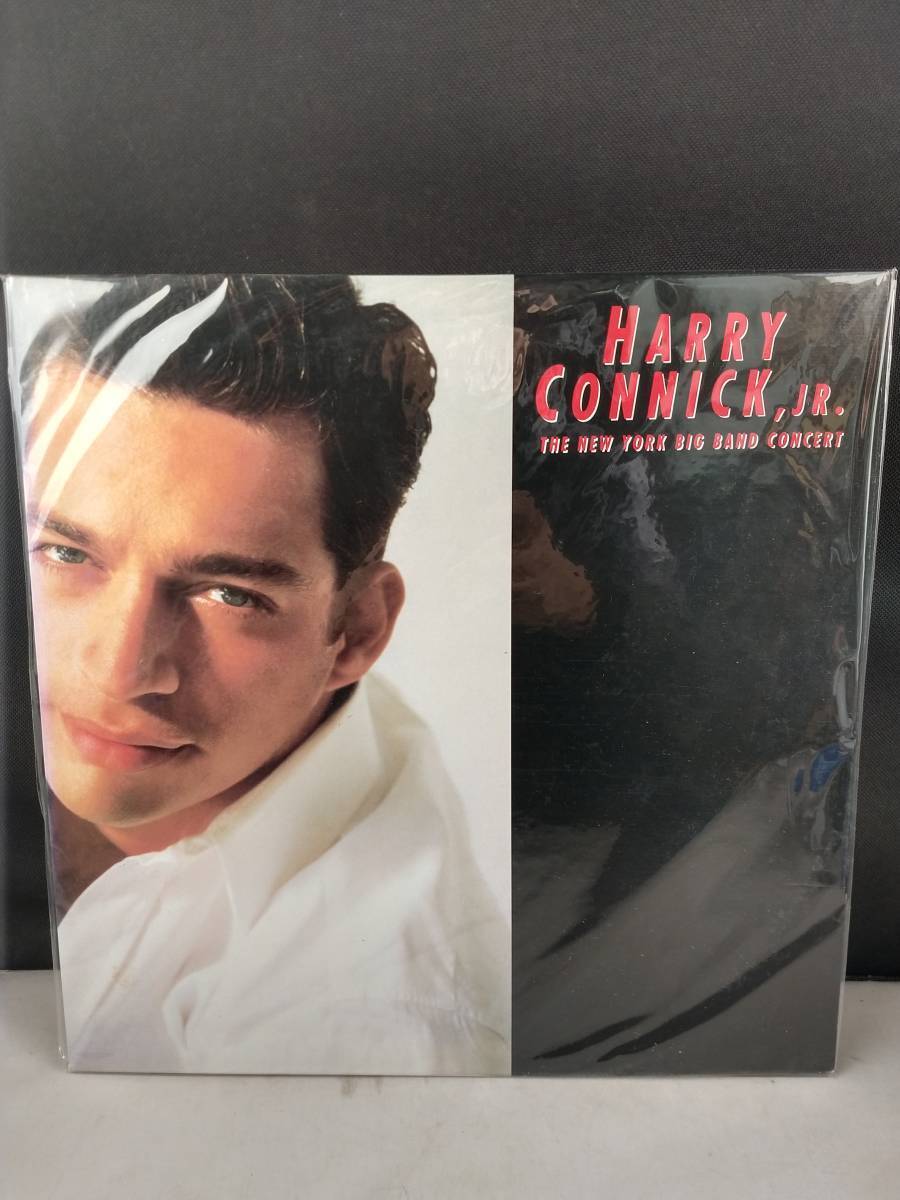 HARRY
CONNICK, JR.
THE NEW YORK BIG BAND CONCERT